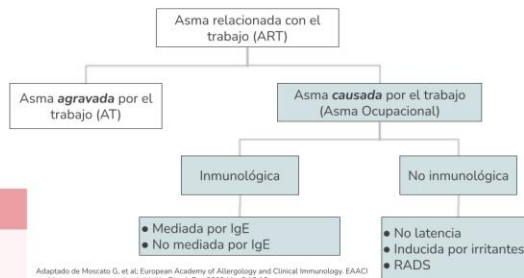 Asma relacionada con el
trabajo (ART)
Asma agravada por el
trabajo (AT)
Asma causada por el trabajo
(Asma Ocupacional)
Inmunológica
No inmunológica
● Mediada por IgE
● No mediada por IgE
● No latencia
● Inducida por irritantes
● RADS
Adaptado de Moscato G, et al; European Academy of Allergology and Clinical Immunology. EAACI